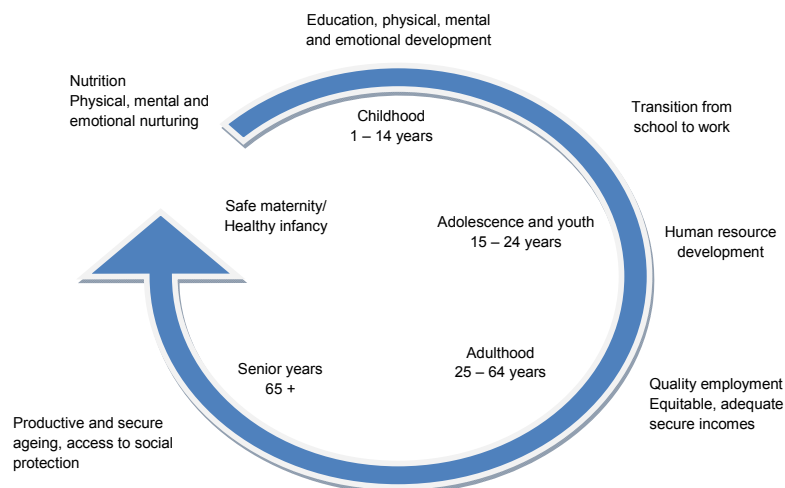 Education, physical, mental
and emotional development
Nutrition
Physical, mental and
emotional nurturing
Childhood
1 – 14 years
Transition from
school to work
Safe maternity/
Healthy infancy
Adolescence and youth
15 – 24 years
Human resource
development
Adulthood
25 – 64 years
Senior years
65 +
Quality employment
Equitable, adequate
secure incomes
Productive and secure
ageing, access to social
protection